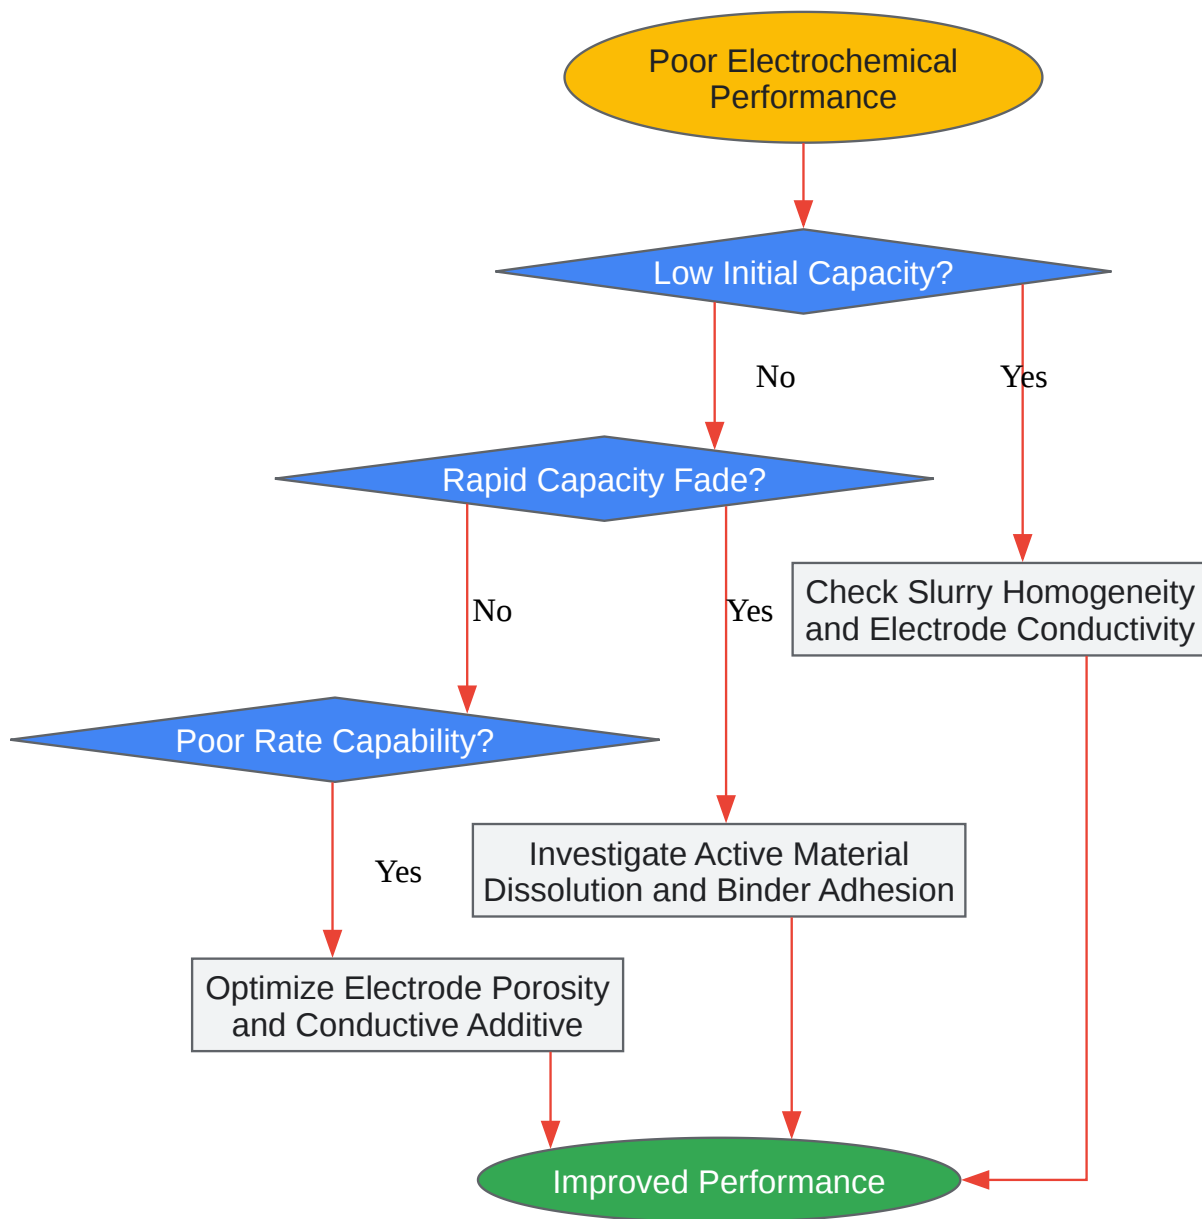 Poor Electrochemical
Performance
Low Initial Capacity?
No
Yes
Rapid Capacity Fade?
Check Slurry Homogeneity
and Electrode Conductivity
No
Yes
Poor Rate Capability?
Investigate Active Material
Dissolution and Binder Adhesion
Yes
Optimize Electrode Porosity
and Conductive Additive
Improved Performance